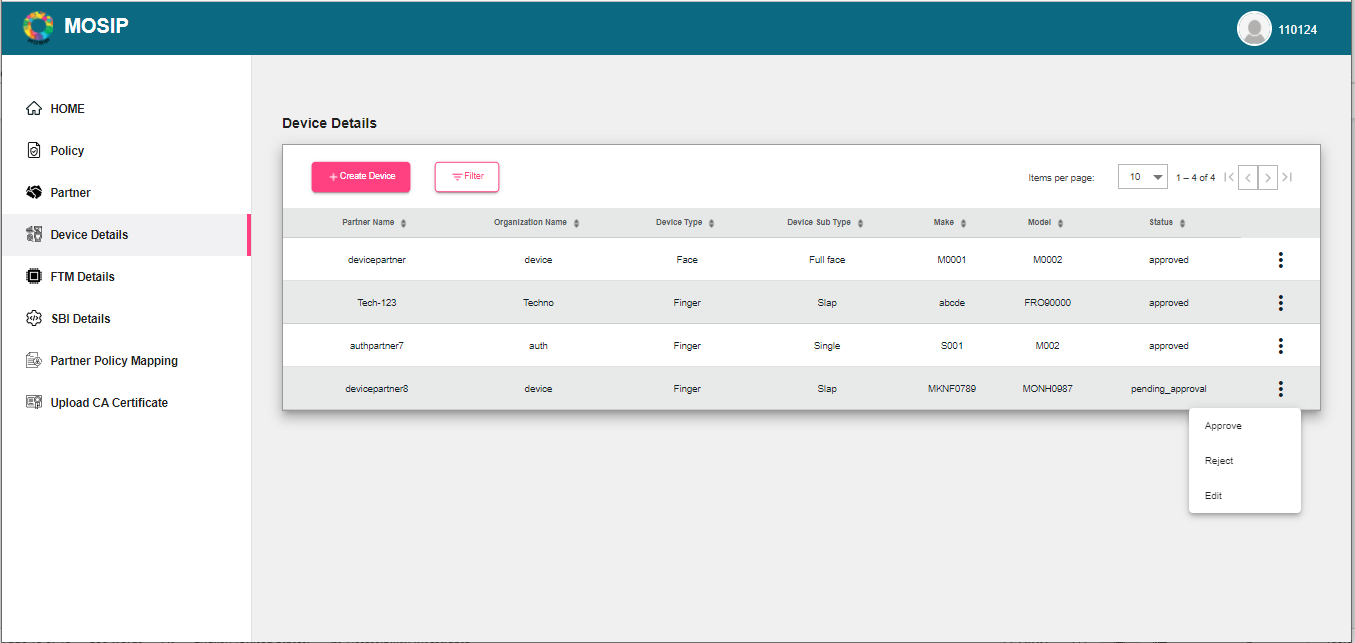 MOSIP
110124
HOME
Policy
Partner
Device Details
FTM Details
SBI Details
Partner Policy Mapping
Upload CA Certificate
Device Details
+ Create Device Filter Items per page: 10 1 – 4 of 4
Partner Name Organization Name Device Type Device Sub Type Make Model Status
devicepartner device Face Full face M0001 M0002 approved
Tech-123 Techno Finger Slap abcde FRO90000 approved
authpartner7 auth Finger Single S001 M002 approved
devicepartner8 device Finger Slap MKNF0789 MONH0987 pending_approval
Approve
Reject
Edit